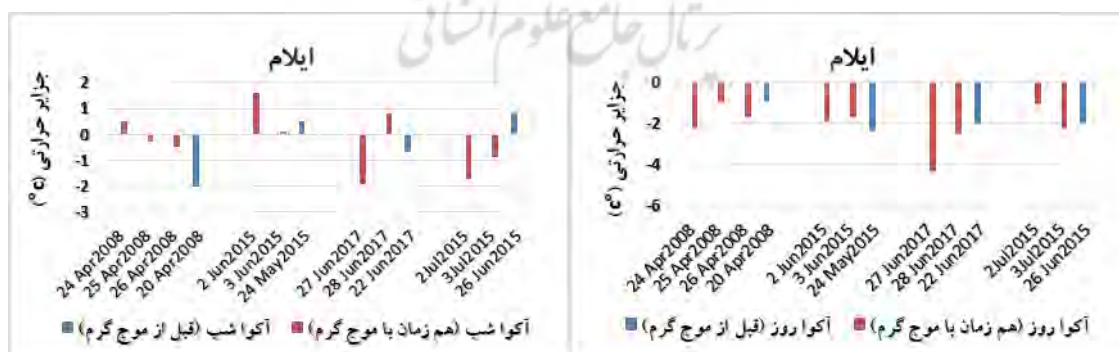 پرتال جامع علوم انسانی
ایلام
جزایر حرارتی (°c)
2
1
0
-1
-2
-3
24 Apr2008
25 Apr2008
26 Apr2008
20 Apr2008
2 Jun2015
3 Jun2015
24 May2015
27 Jun2017
28 Jun2017
22 Jun2017
2Jul2015
3Jul2015
26 Jun2015
آکوا شب (هم زمان با موج گرم) آکوا شب (قبل از موج گرم)
ایلام
جزایر حرارتی (°c)
0
-2
-4
-6
24 Apr2008
25 Apr2008
26 Apr2008
20 Apr2008
2 Jun2015
3 Jun2015
24 May2015
27 Jun2017
28 Jun2017
22 Jun2017
2Jul2015
3Jul2015
26 Jun2015
آکوا روز (هم زمان با موج گرم) آکوا روز (قبل از موج گرم)